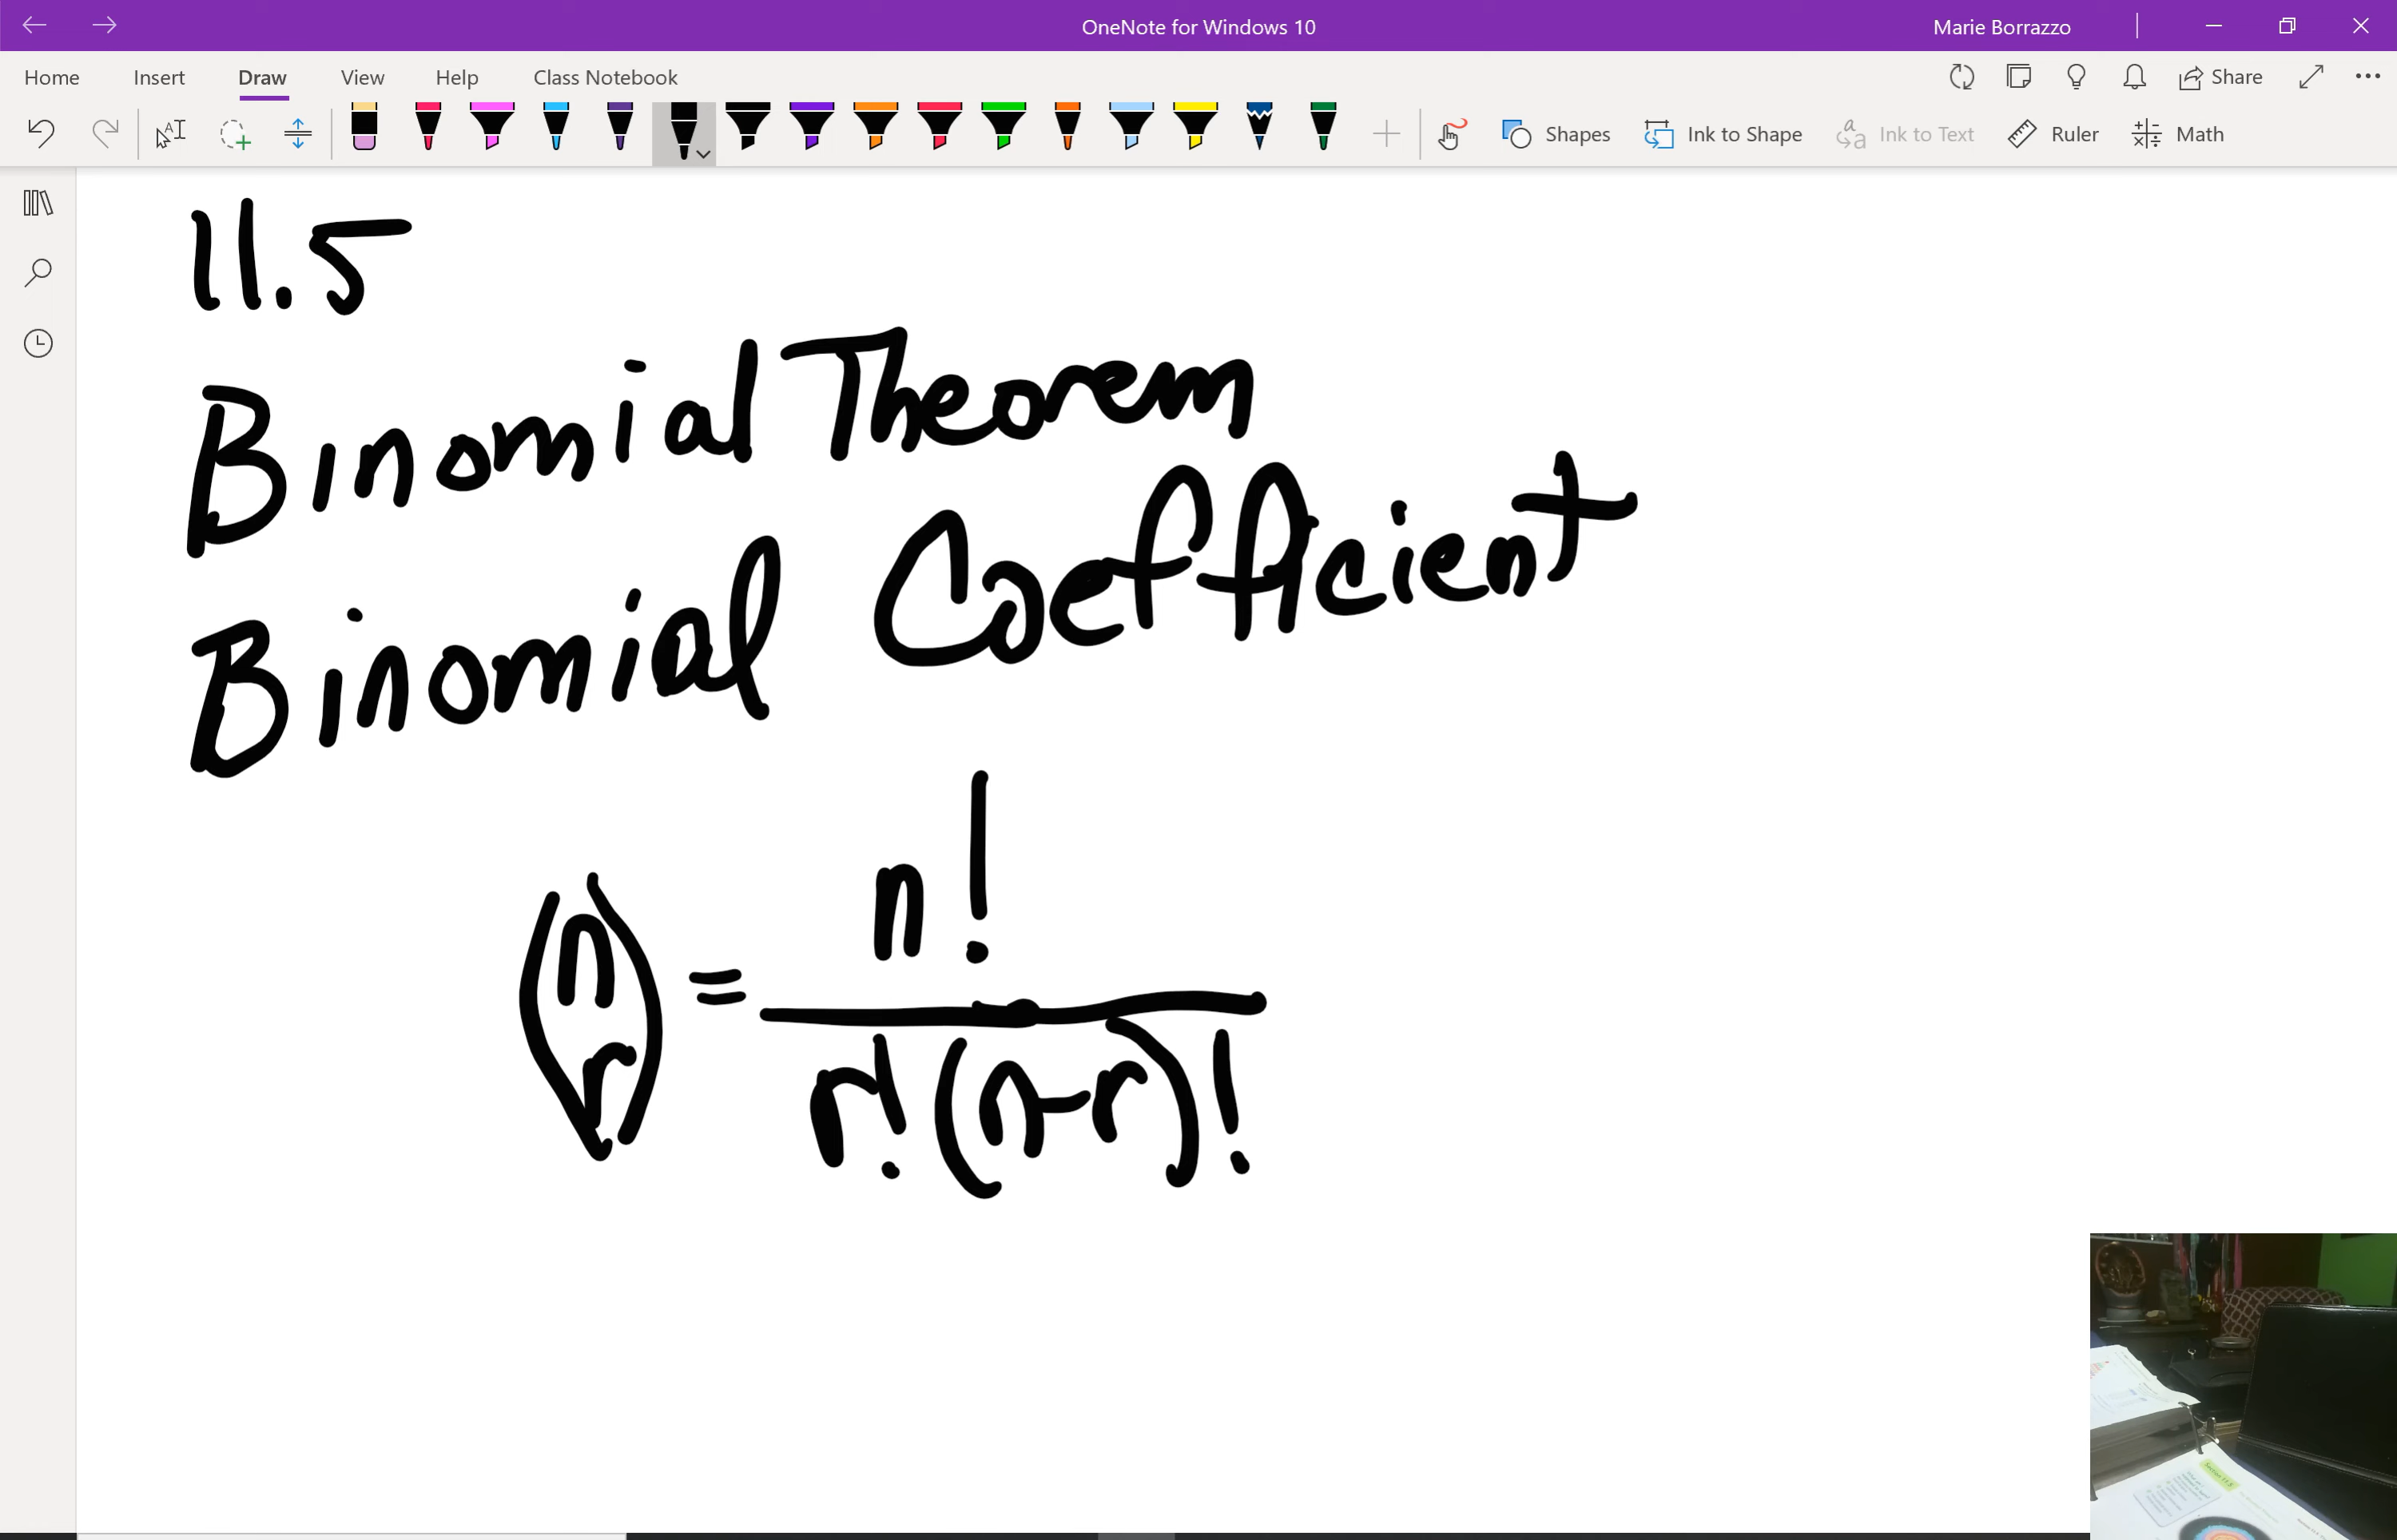 OneNote for Windows 10 Marie Borrazzo
Home Insert Draw View Help Class Notebook Share
Shapes Ink to Shape Ink to Text Ruler Math
11.5
Binomial Theorem
Binomial Coefficient
(n r) = n! / r!(n-r)!